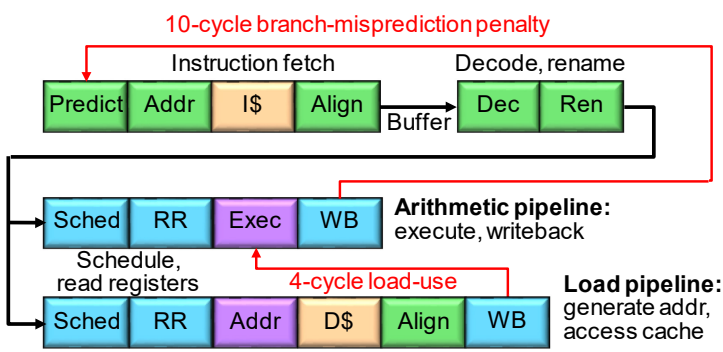 10-cycle branch-misprediction penalty
Instruction fetch
Decode, rename
Predict Addr I$ Align
Buffer
Dec Ren
Sched RR Exec WB
Arithmetic pipeline:
execute, writeback
Schedule,
read registers
4-cycle load-use
Load pipeline:
generate addr,
access cache
Sched RR Addr D$ Align WB